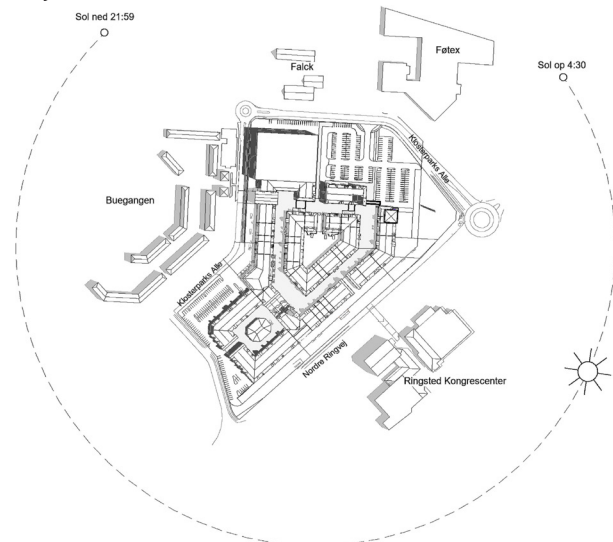 Sol ned 21:59
Føtex
Falck
Sol op 4:30
Klosterparks Alle
Buegangen
Klosterparks Alle
Nordre Ringvej
Ringsted Kongrescenter